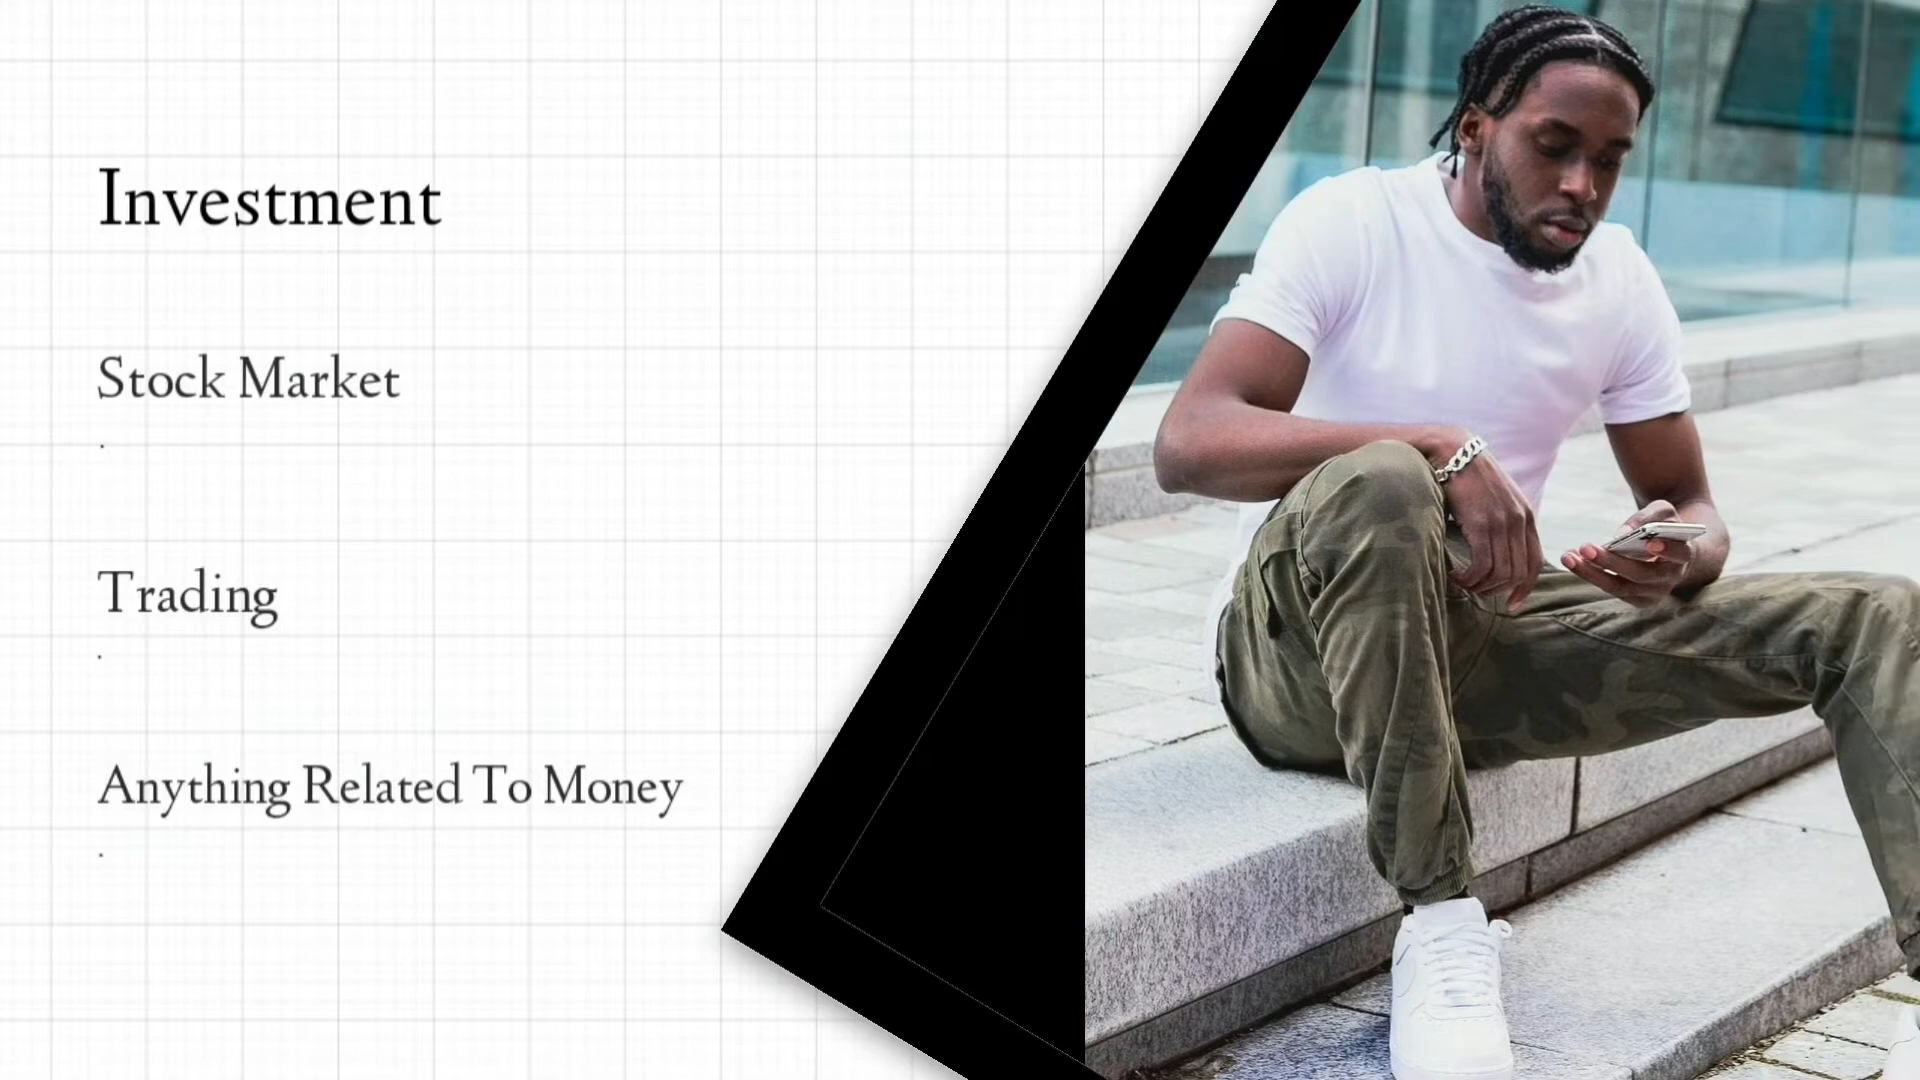 Investment
Stock Market
.
Trading
.
Anything Related To Money
.